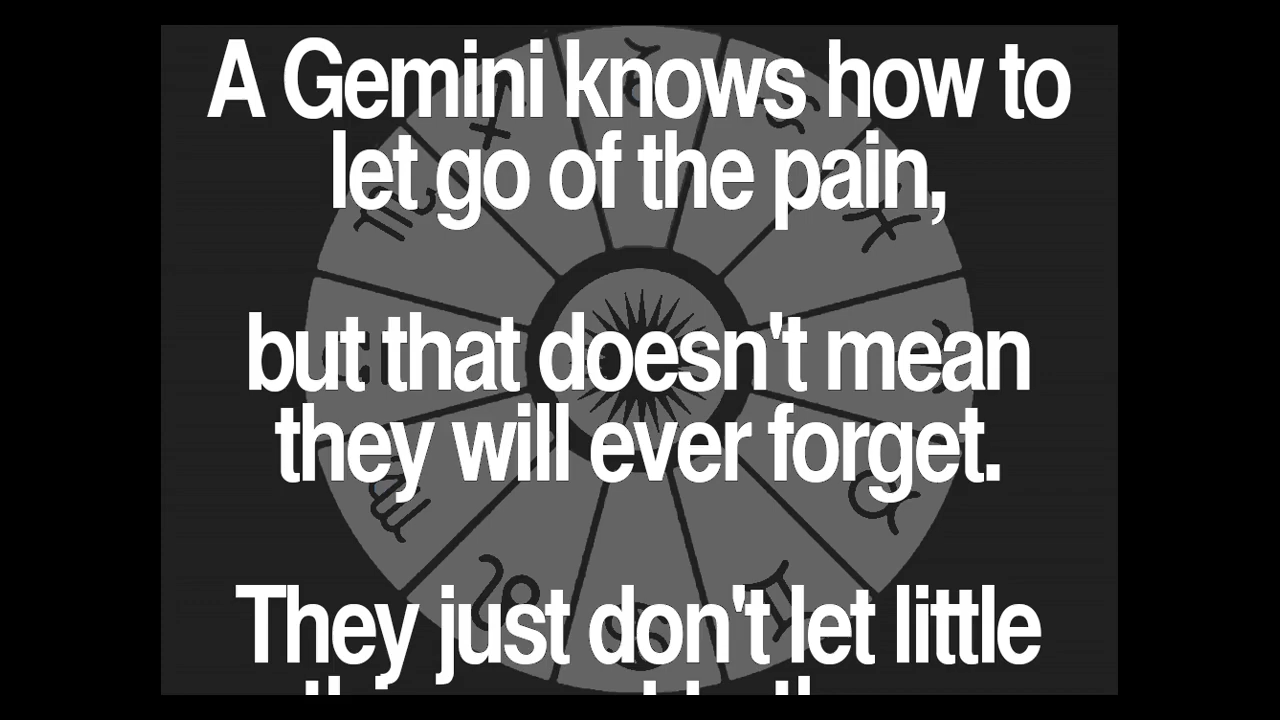 A Gemini knows how to
let go of the pain,
but that doesn't mean
they will ever forget.
They just don't let little